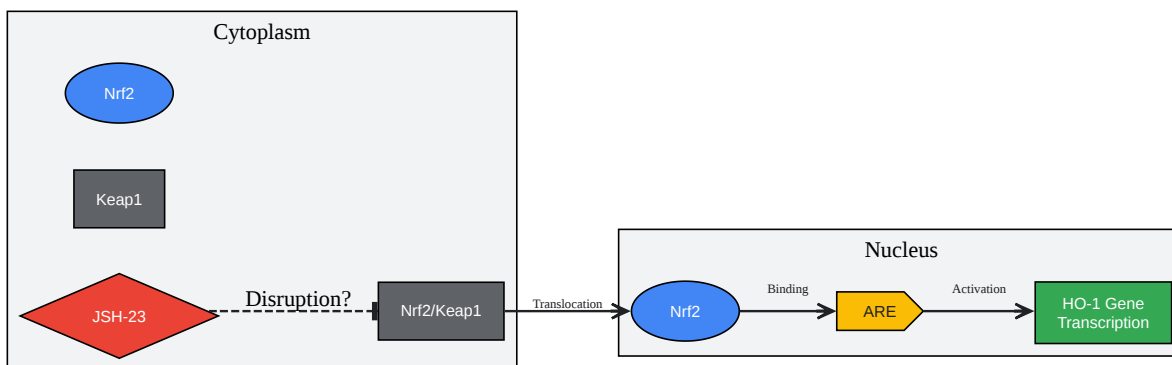 Cytoplasm
Nrf2
Keap1
JSH-23
Disruption?
Nrf2/Keap1
Translocation
Nucleus
Nrf2
Binding
ARE
Activation
HO-1 Gene
Transcription